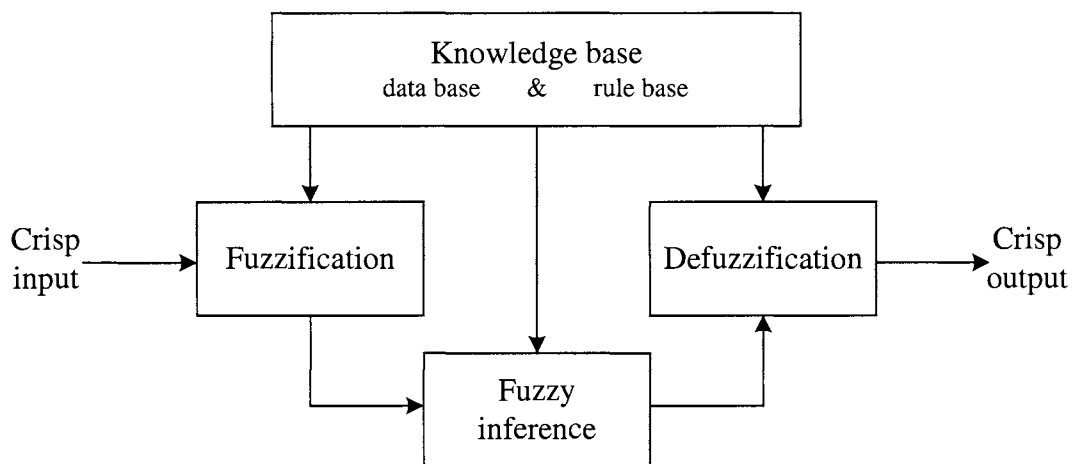 Knowledge base
data base & rule base
Crisp
input
Fuzzification
Defuzzification
Crisp
output
Fuzzy
inference